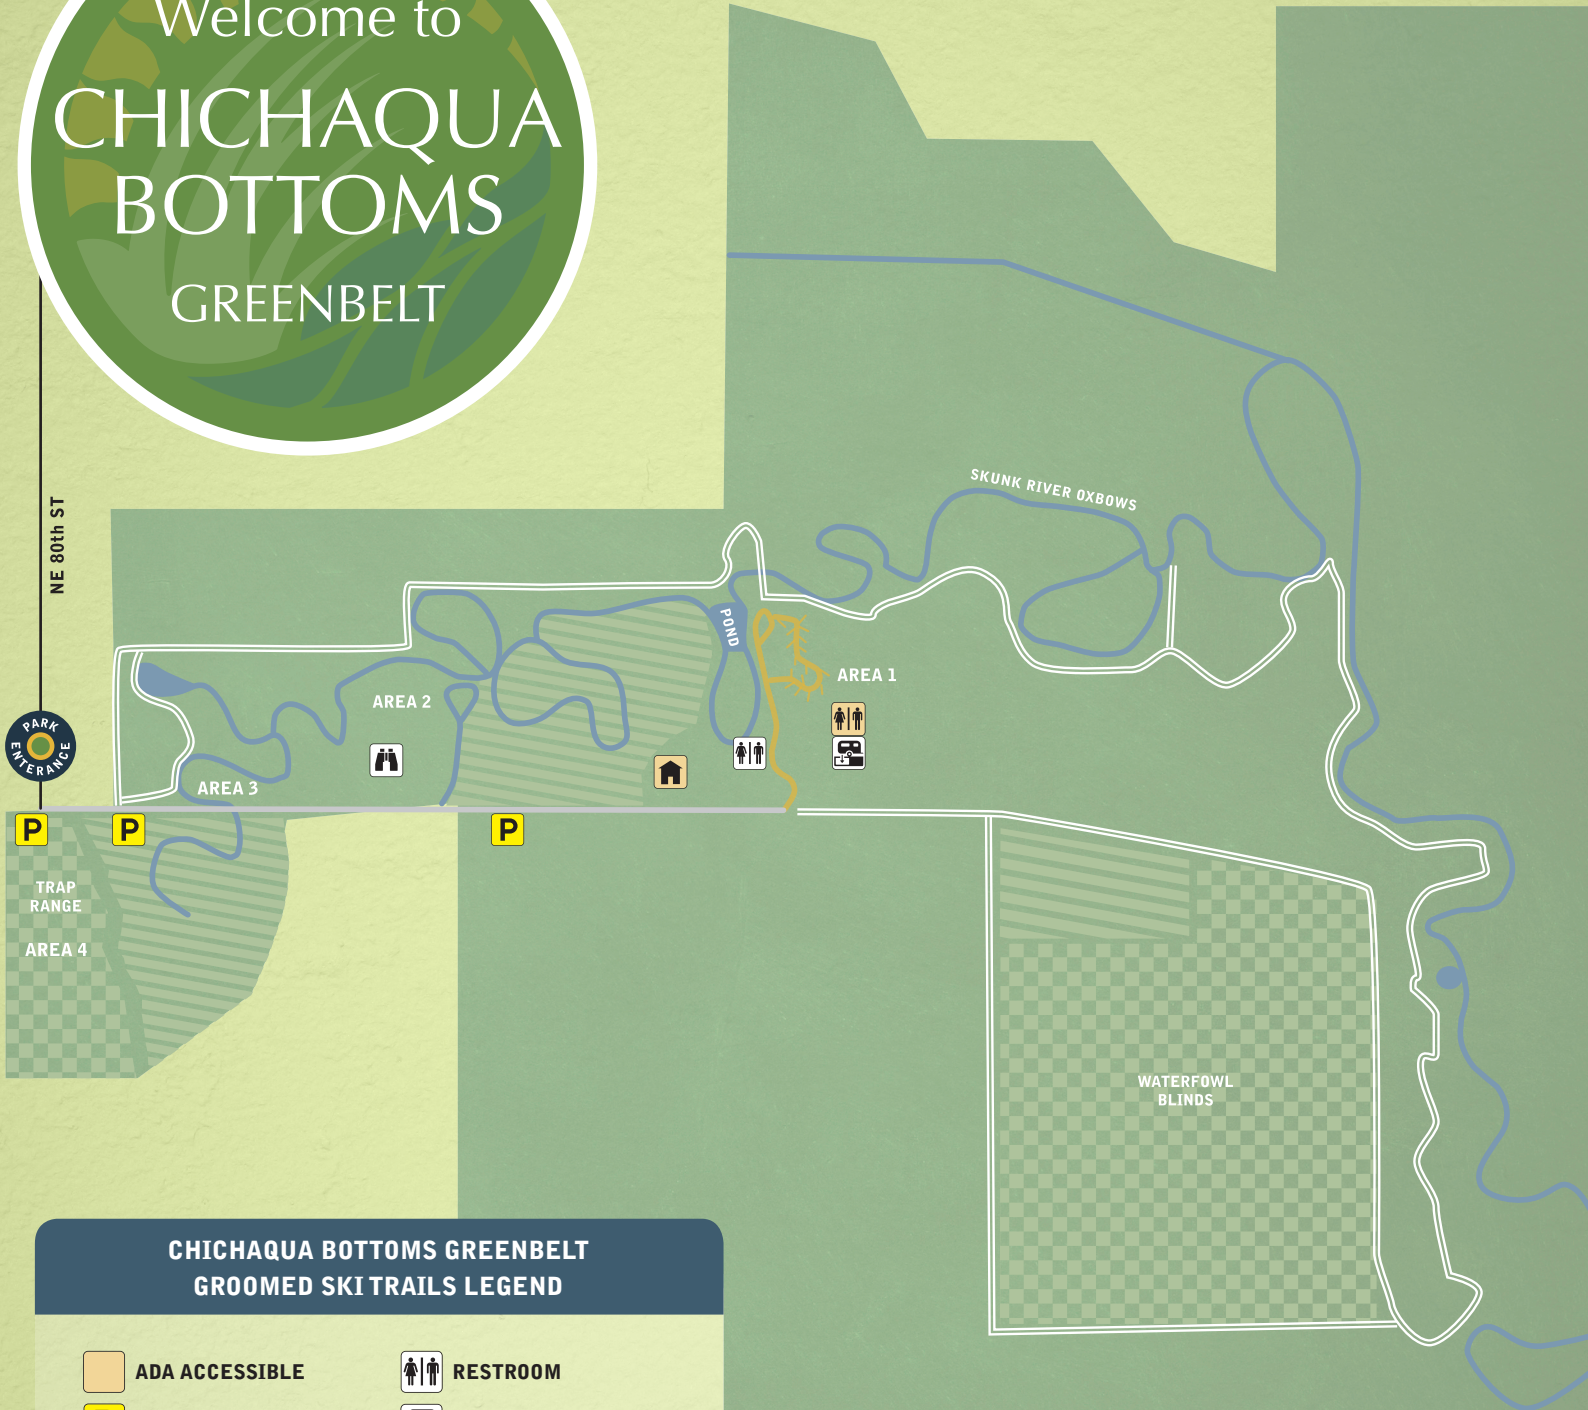 Welcome to
CHICHAQUA
BOTTOMS
GREENBELT
NE 80th ST
SKUNK RIVER OXBOWS
POND
AREA 1
AREA 2
PARK
ENTERANCE
AREA 3
P
P
P
TRAP
RANGE
AREA 4
WATERFOWL
BLINDS
CHICHAQUA BOTTOMS GREENBELT
GROOMED SKI TRAILS LEGEND
ADA ACCESSIBLE
RESTROOM